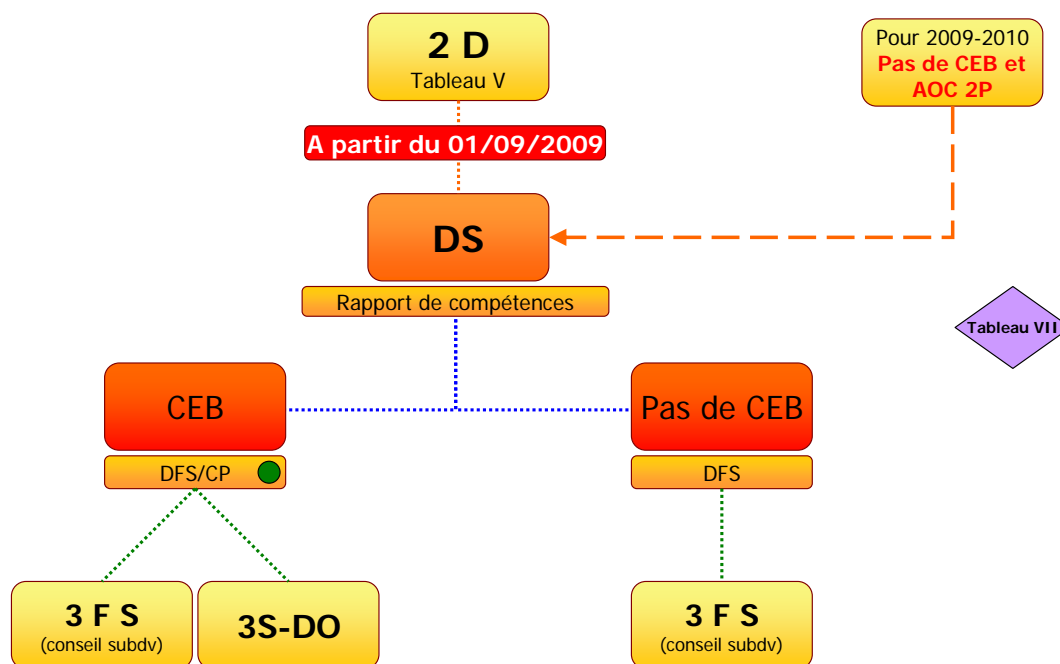 2 D
Tableau V
Pour 2009-2010
Pas de CEB et
AOC 2P
A partir du 01/09/2009
DS
Rapport de compétences
Tableau VII
CEB
Pas de CEB
DFS/CP
DFS
3 F S
(conseil subdv)
3S-DO
3 F S
(conseil subdv)